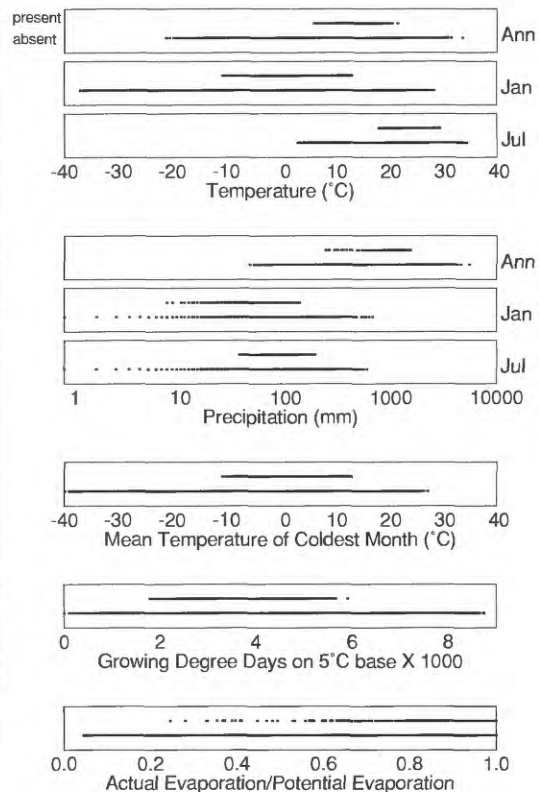 present
absent
Ann
Jan
Jul
-40 -30 -20 -10 0 10 20 30 40
Temperature (°C)
Ann
Jan
Jul
1 10 100 1000 10000
Precipitation (mm)
-40 -30 -20 -10 0 10 20 30 40
Mean Temperature of Coldest Month (°C)
0 2 4 6 8
Growing Degree Days on 5°C base X 1000
0.0 0.2 0.4 0.6 0.8 1.0
Actual Evaporation/Potential Evaporation